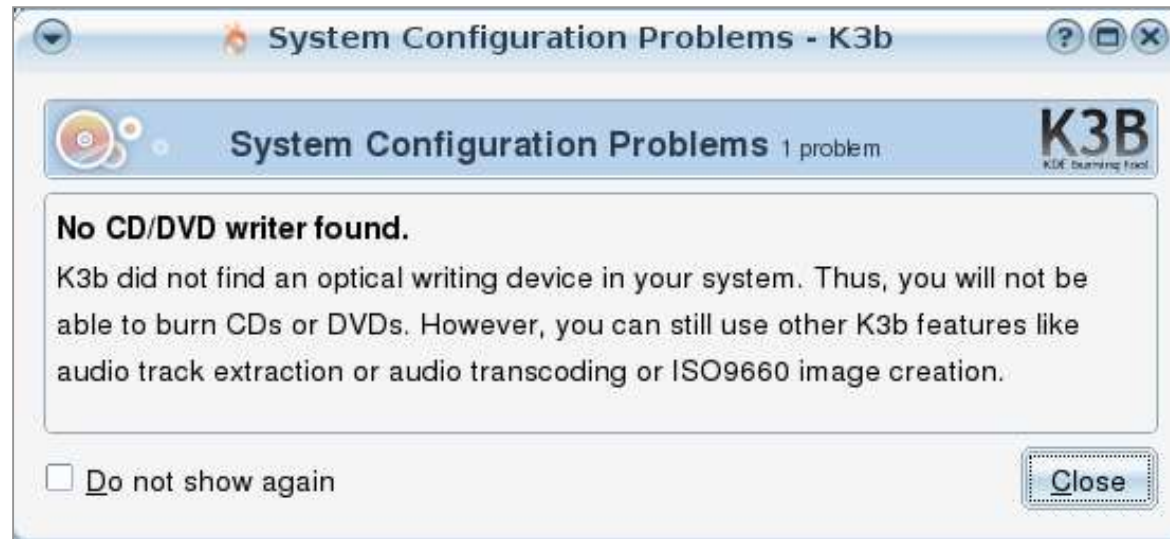 System Configuration Problems - K3b
System Configuration Problems 1 problem
K3B
KDE burning tool
No CD/DVD writer found.
K3b did not find an optical writing device in your system. Thus, you will not be
able to burn CDs or DVDs. However, you can still use other K3b features like
audio track extraction or audio transcoding or ISO9660 image creation.
Do not show again
Close